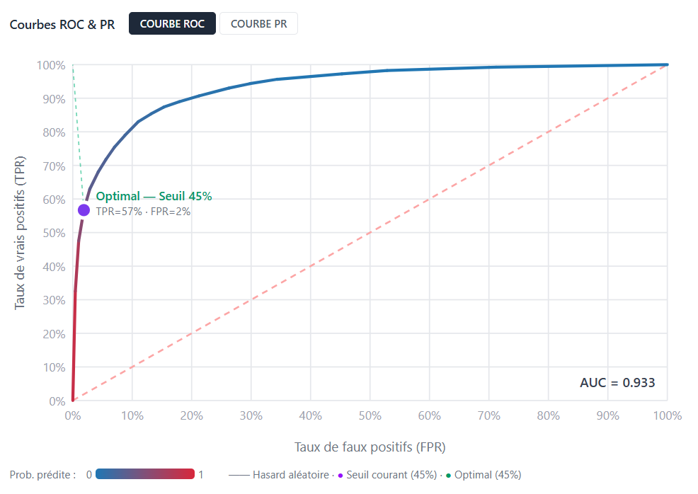 Courbes ROC & PR
COURBE ROC
COURBE PR
Taux de vrais positifs (TPR)
100%
90%
80%
70%
60%
50%
40%
30%
20%
10%
0%
Optimal — Seuil 45%
TPR=57% · FPR=2%
AUC = 0.933
0% 10% 20% 30% 40% 50% 60% 70% 80% 90% 100%
Taux de faux positifs (FPR)
Prob. prédite : 0 1 Hasard aléatoire · Seuil courant (45%) · Optimal (45%)